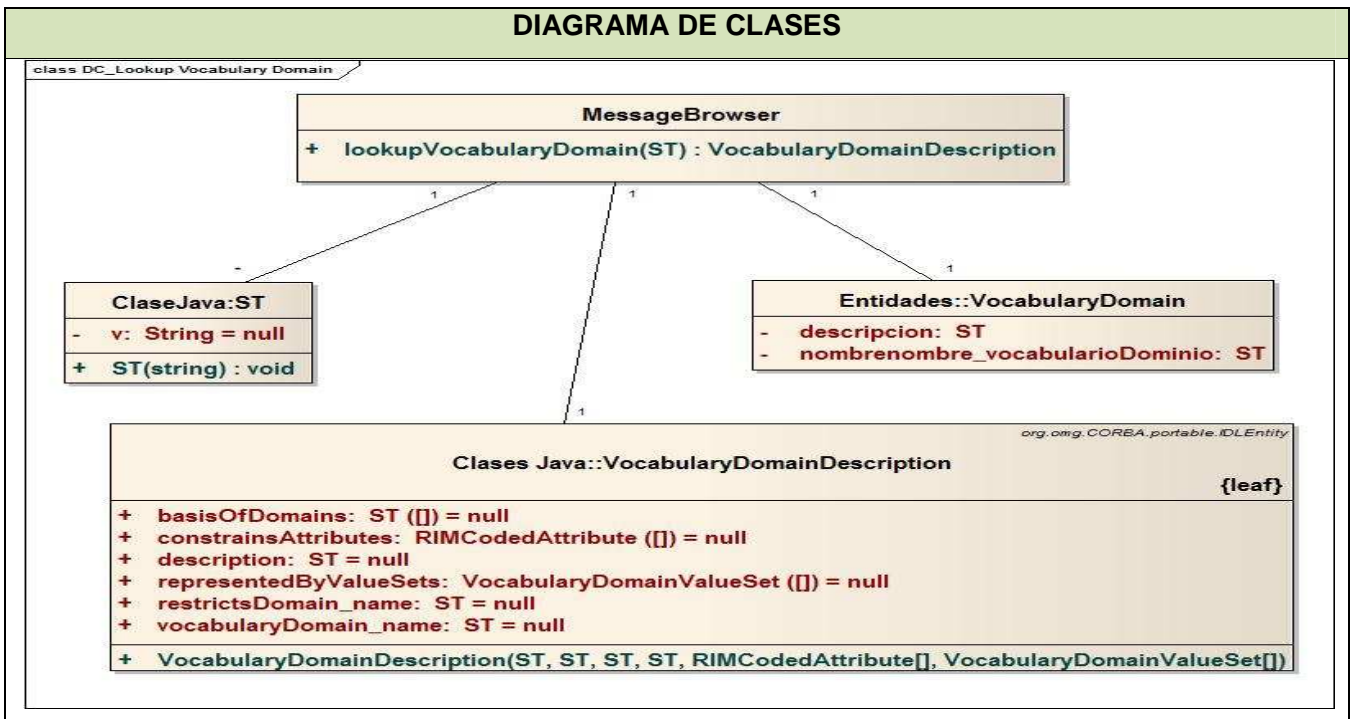 DIAGRAMA DE CLASES
class DC_Lookup Vocabulary Domain
MessageBrowser
+ lookupVocabularyDomain(ST) : VocabularyDomainDescription
1 1 1
- 1
ClaseJava:ST
- v: String = null
+ ST(string) : void
Entidades::VocabularyDomain
- descripcion: ST
- nombrenombre_vocabularioDominio: ST
1
org.omg.CORBA.portable.IDLEntity
Clases Java::VocabularyDomainDescription
{leaf}
+ basisOfDomains: ST ([]) = null
+ constrainsAttributes: RIMCodedAttribute ([]) = null
+ description: ST = null
+ representedByValueSets: VocabularyDomainValueSet ([]) = null
+ restrictsDomain_name: ST = null
+ vocabularyDomain_name: ST = null
+ VocabularyDomainDescription(ST, ST, ST, ST, RIMCodedAttribute[], VocabularyDomainValueSet[])